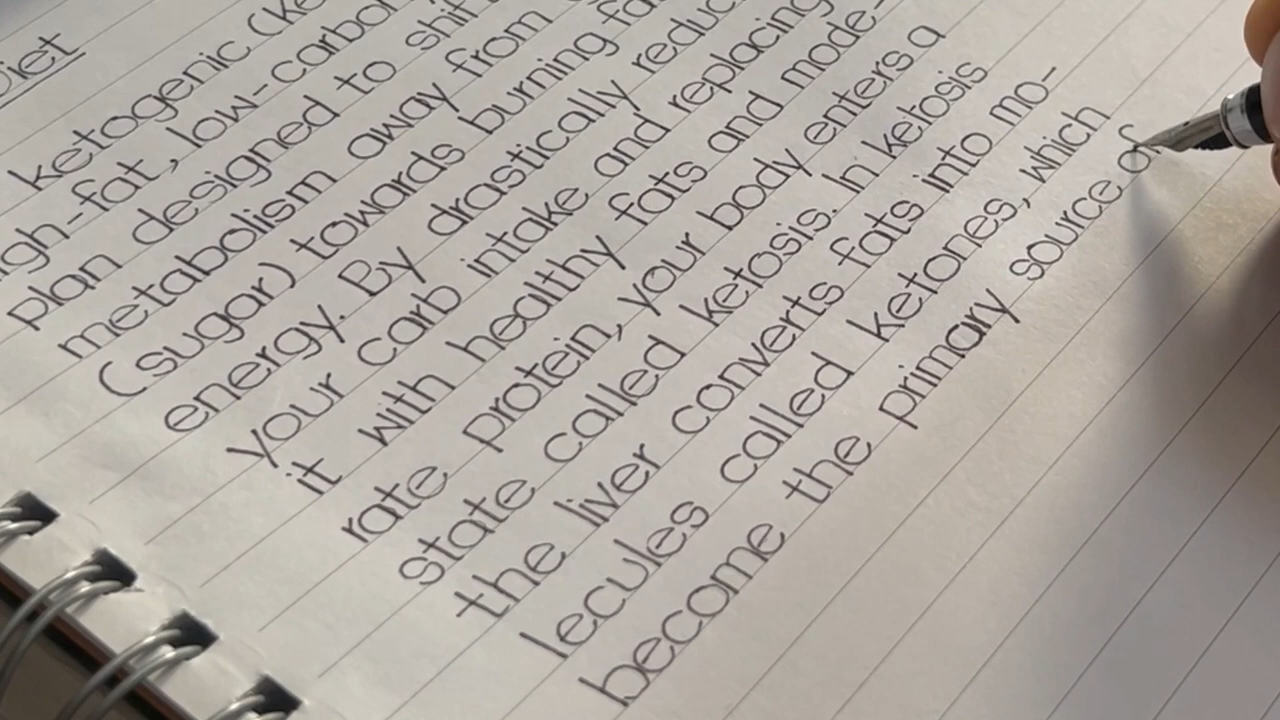 Diet
ketogenic (ke
igh-fat, low-carbo
plan designed to shift
metabolism away from
(sugar) towards burning fa
energy. By drastically reduc
your carb intake and replacing
it with healthy fats and mode-
rate protein, your body enters a
state called ketosis. In ketosis
the liver converts fats into mo-
lecules called ketones, which
become the primary source of